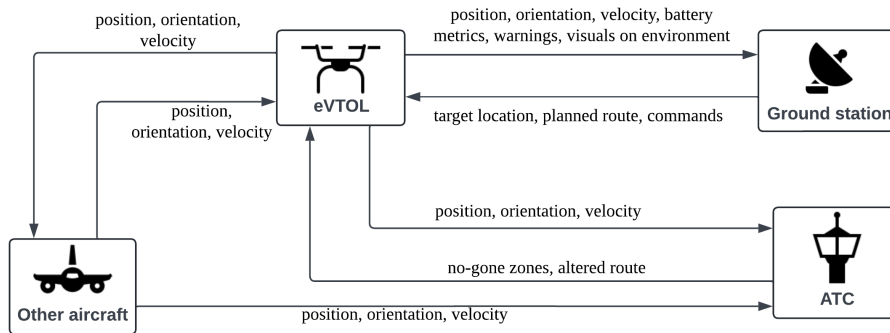 position, orientation,
velocity
position, orientation, velocity, battery
metrics, warnings, visuals on environment
eVTOL
Ground station
position,
orientation, velocity
target location, planned route, commands
position, orientation, velocity
no-gone zones, altered route
ATC
Other aircraft
position, orientation, velocity